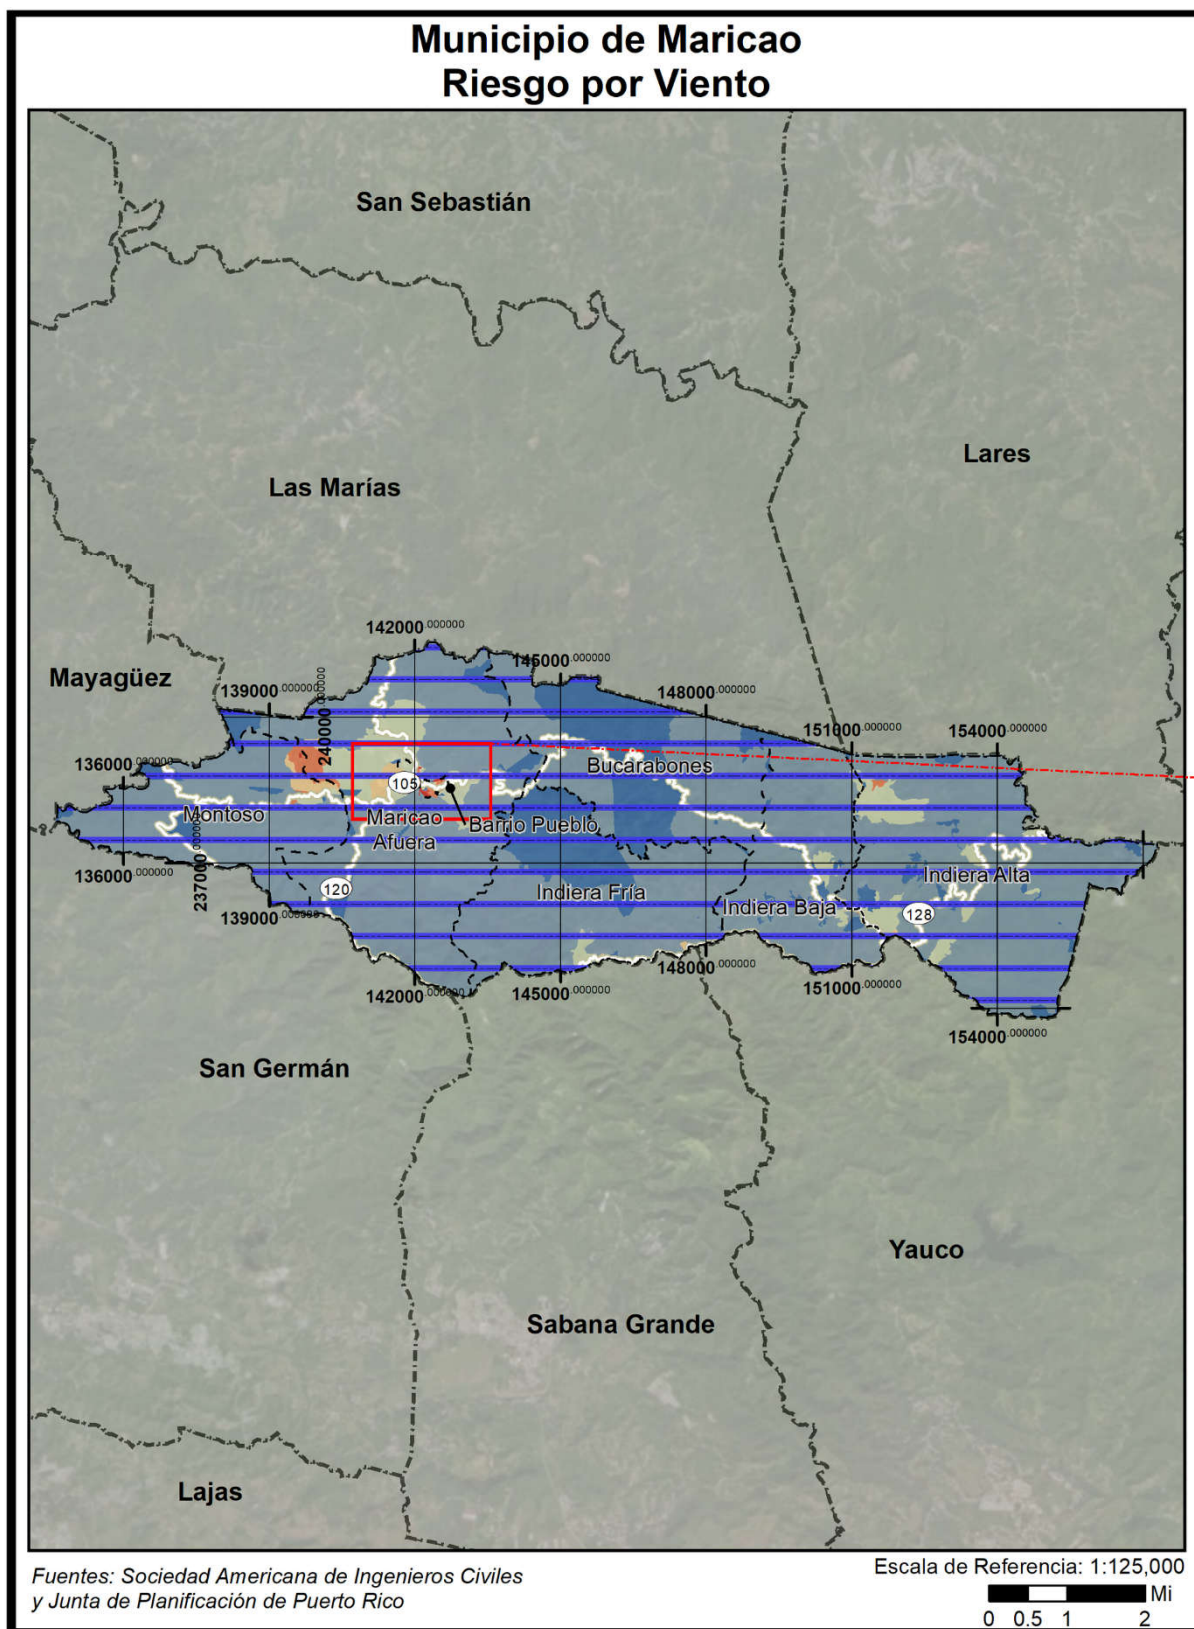 Municipio de Maricao
Riesgo por Viento
San Sebastián
Lares
Las Marías
Mayagüez
142000.000000
145000.000000
139000.000000
240000.000000
148000.000000
151000.000000
154000.000000
136000.000000
Bucarabones
105
Montoso
Maricao
Afuera
Barrio Pueblo
136000.000000
237000.000000
120
Indiera Fría
Indiera Alta
Indiera Baja
128
139000.000000
142000.000000
145000.000000
148000.000000
151000.000000
154000.000000
San Germán
Yauco
Sabana Grande
Lajas
Fuentes: Sociedad Americana de Ingenieros Civiles
y Junta de Planificación de Puerto Rico
Escala de Referencia: 1:125,000
Mi
0 0.5 1 2